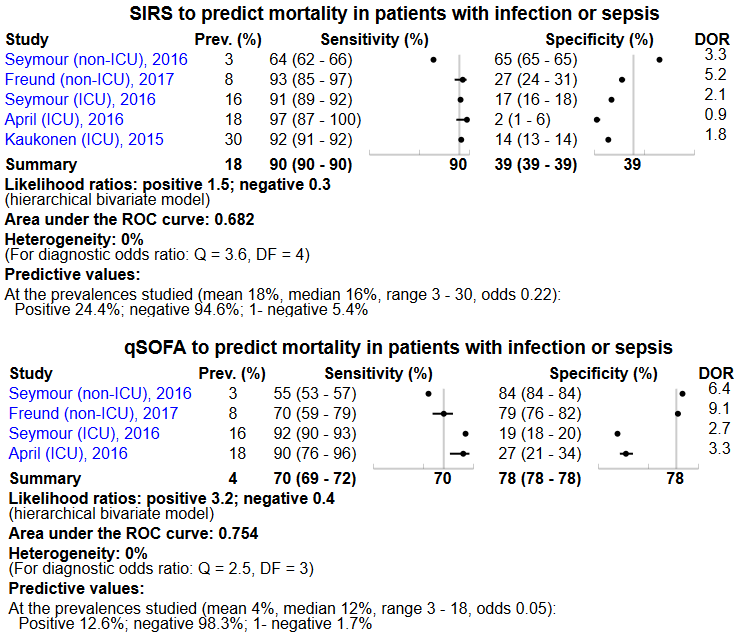 SIRS to predict mortality in patients with infection or sepsis
Study Prev. (%) Sensitivity (%) Specificity (%) DOR
Seymour (non-ICU), 2016 3 64 (62 - 66) 65 (65 - 65) 3.3
Freund (non-ICU), 2017 8 93 (85 - 97) 27 (24 - 31) 5.2
Seymour (ICU), 2016 16 91 (89 - 92) 17 (16 - 18) 2.1
April (ICU), 2016 18 97 (87 - 100) 2 (1 - 6) 0.9
Kaukonen (ICU), 2015 30 92 (91 - 92) 14 (13 - 14) 1.8
Summary 18 90 (90 - 90) 90 39 (39 - 39) 39
Likelihood ratios: positive 1.5; negative 0.3
(hierarchical bivariate model)
Area under the ROC curve: 0.682
Heterogeneity: 0%
(For diagnostic odds ratio: Q = 3.6, DF = 4)
Predictive values:
At the prevalences studied (mean 18%, median 16%, range 3 - 30, odds 0.22):
Positive 24.4%; negative 94.6%; 1- negative 5.4%
qSOFA to predict mortality in patients with infection or sepsis
Study Prev. (%) Sensitivity (%) Specificity (%) DOR
Seymour (non-ICU), 2016 3 55 (53 - 57) 84 (84 - 84) 6.4
Freund (non-ICU), 2017 8 70 (59 - 79) 79 (76 - 82) 9.1
Seymour (ICU), 2016 16 92 (90 - 93) 19 (18 - 20) 2.7
April (ICU), 2016 18 90 (76 - 96) 27 (21 - 34) 3.3
Summary 4 70 (69 - 72) 70 78 (78 - 78) 78
Likelihood ratios: positive 3.2; negative 0.4
(hierarchical bivariate model)
Area under the ROC curve: 0.754
Heterogeneity: 0%
(For diagnostic odds ratio: Q = 2.5, DF = 3)
Predictive values:
At the prevalences studied (mean 4%, median 12%, range 3 - 18, odds 0.05):
Positive 12.6%; negative 98.3%; 1- negative 1.7%